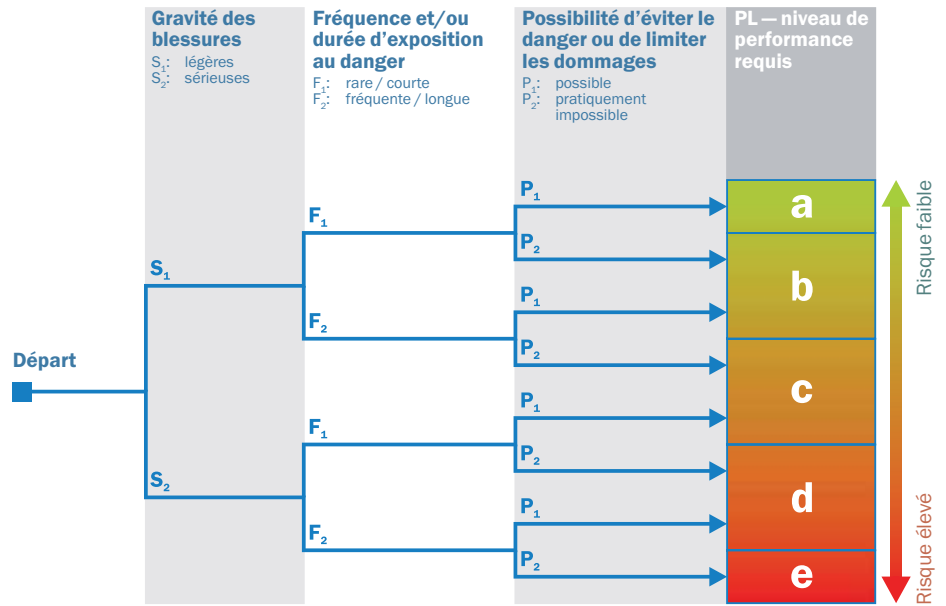 Gravité des
blessures
S₁: légères
S₂: sérieuses
Fréquence et/ou
durée d’exposition
au danger
F₁: rare / courte
F₂: fréquente / longue
Possibilité d’éviter le
danger ou de limiter
les dommages
P₁: possible
P₂: pratiquement
impossible
PL — niveau de
performance
requis
Départ
S₁
S₂
F₁
F₂
F₁
F₂
P₁
P₂
P₁
P₂
P₁
P₂
P₁
P₂
a
b
c
d
e
Risque faible
Risque élevé